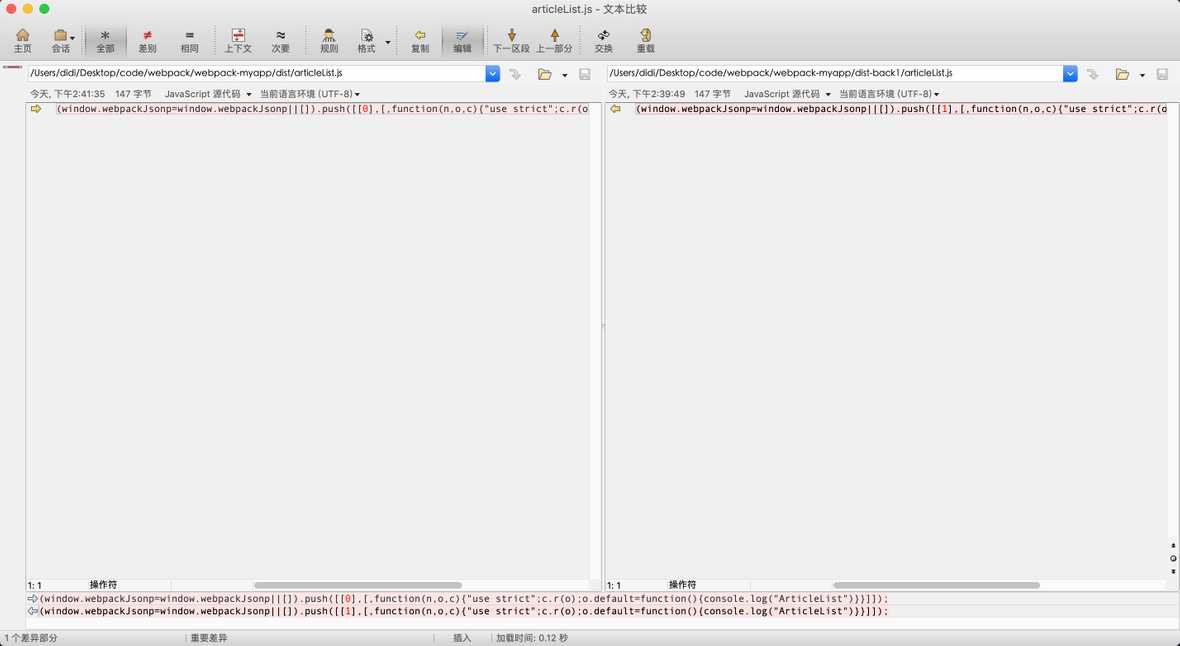 articleList.js - 文本比较
主页 会话 全部 差别 相同 上下文 次要 规则 格式 复制 编辑 下一区段 上一部分 交换 重载
/Users/didi/Desktop/code/webpack/webpack-myapp/dist/articleList.js
/Users/didi/Desktop/code/webpack/webpack-myapp/dist-back1/articleList.js
今天, 下午2:41:35 147 字节 JavaScript 源代码 当前语言环境 (UTF-8)
今天, 下午2:39:49 147 字节 JavaScript 源代码 当前语言环境 (UTF-8)
(window.webpackJsonp=window.webpackJsonp||[]).push([[0],[,function(n,o,c){"use strict";c.r(o
(window.webpackJsonp=window.webpackJsonp||[]).push([[1],[,function(n,o,c){"use strict";c.r(o
1: 1 操作符
1: 1 操作符
(window.webpackJsonp=window.webpackJsonp||[]).push([[0],[,function(n,o,c){"use strict";c.r(o);o.default=function(){console.log("ArticleList")}}]]);
(window.webpackJsonp=window.webpackJsonp||[]).push([[1],[,function(n,o,c){"use strict";c.r(o);o.default=function(){console.log("ArticleList")}}]]);
1 个差异部分 重要差异 插入 加载时间: 0.12 秒